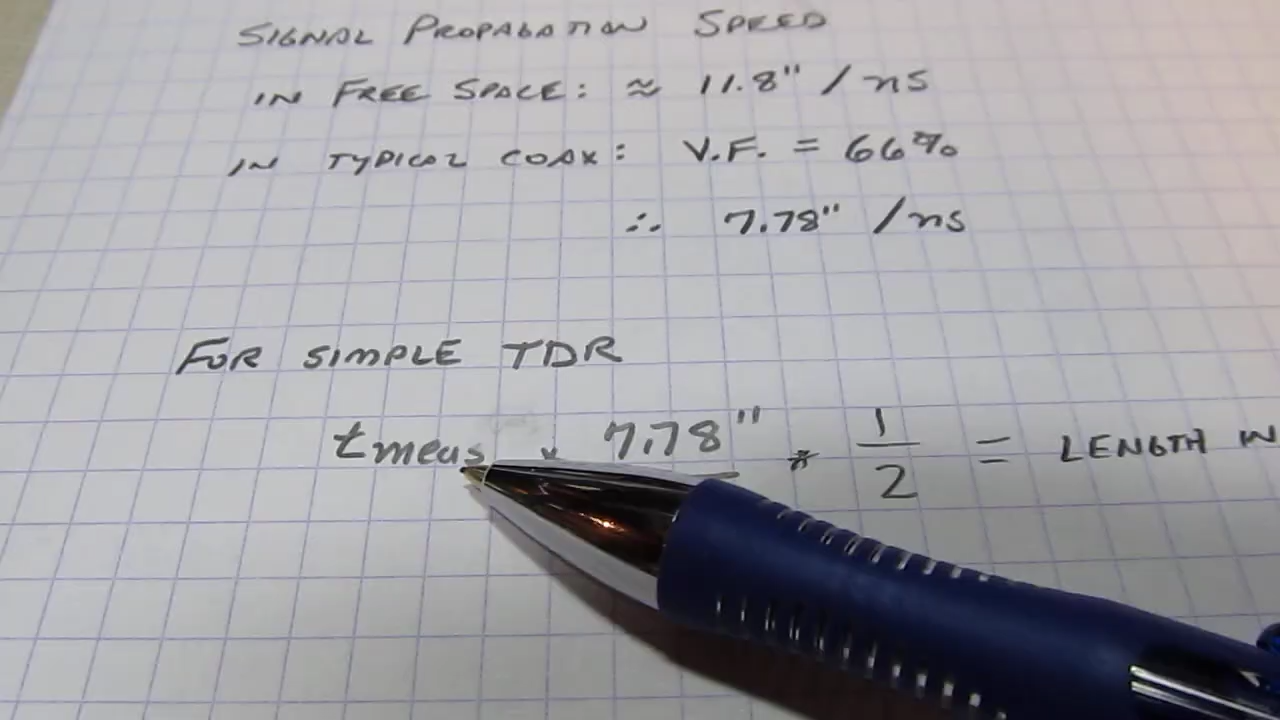 SIGNAL PROPAGATION SPEED
IN FREE SPACE: ≈ 11.8" / ns
IN TYPICAL COAX: V.F. = 66%
∴ 7.78" / ns
FOR SIMPLE TDR
tmeas * 7.78" * 1/2 = LENGTH IN